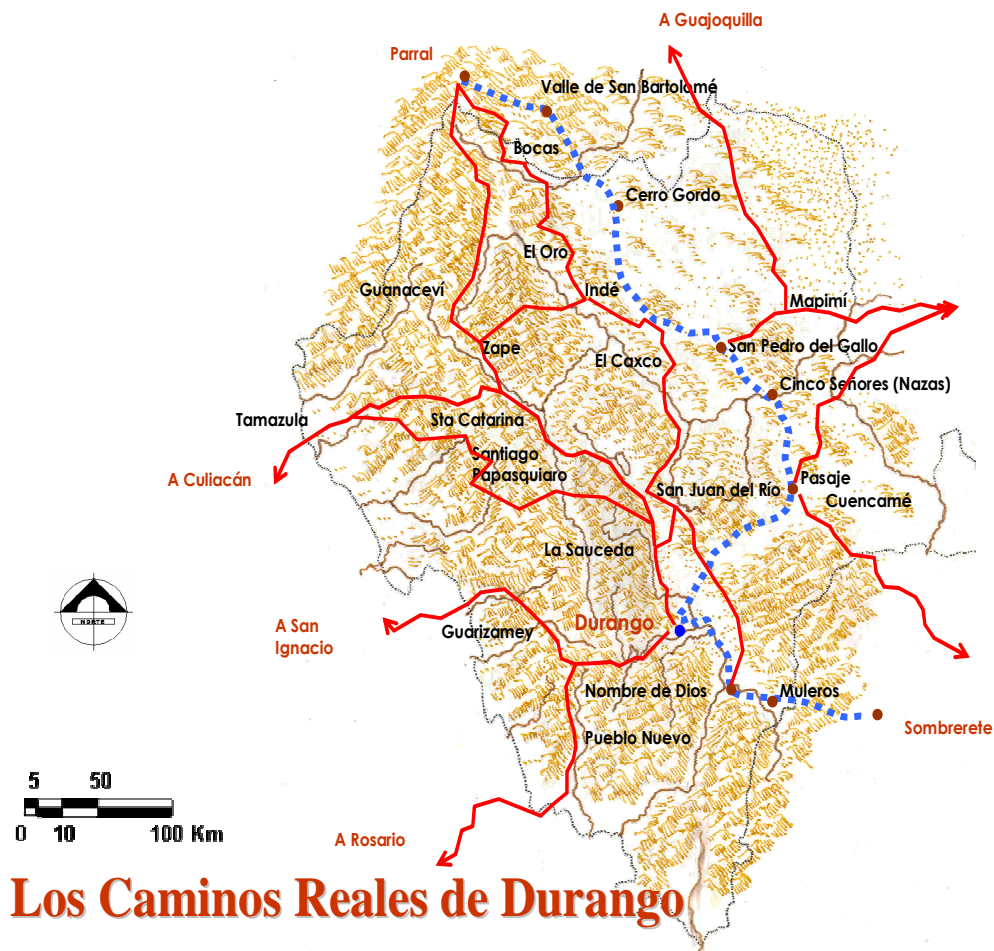 A Guajoquilla
Parral
Valle de San Bartolomé
Bocas
Cerro Gordo
El Oro
Guanaceví
Indé
Mapimí
Zape
El Caxco
San Pedro del Gallo
Cinco Señores (Nazas)
Tamazula
Sta Catarina
Santiago
Papasquiaro
A Culiacán
San Juan del Río
Pasaje
Cuencamé
La Sauceda
NORTE
A San
Ignacio
Guarizamey
Durango
Nombre de Dios
Muleros
Sombrerete
Pueblo Nuevo
5 50
0 10 100 Km
A Rosario
Los Caminos Reales de Durango